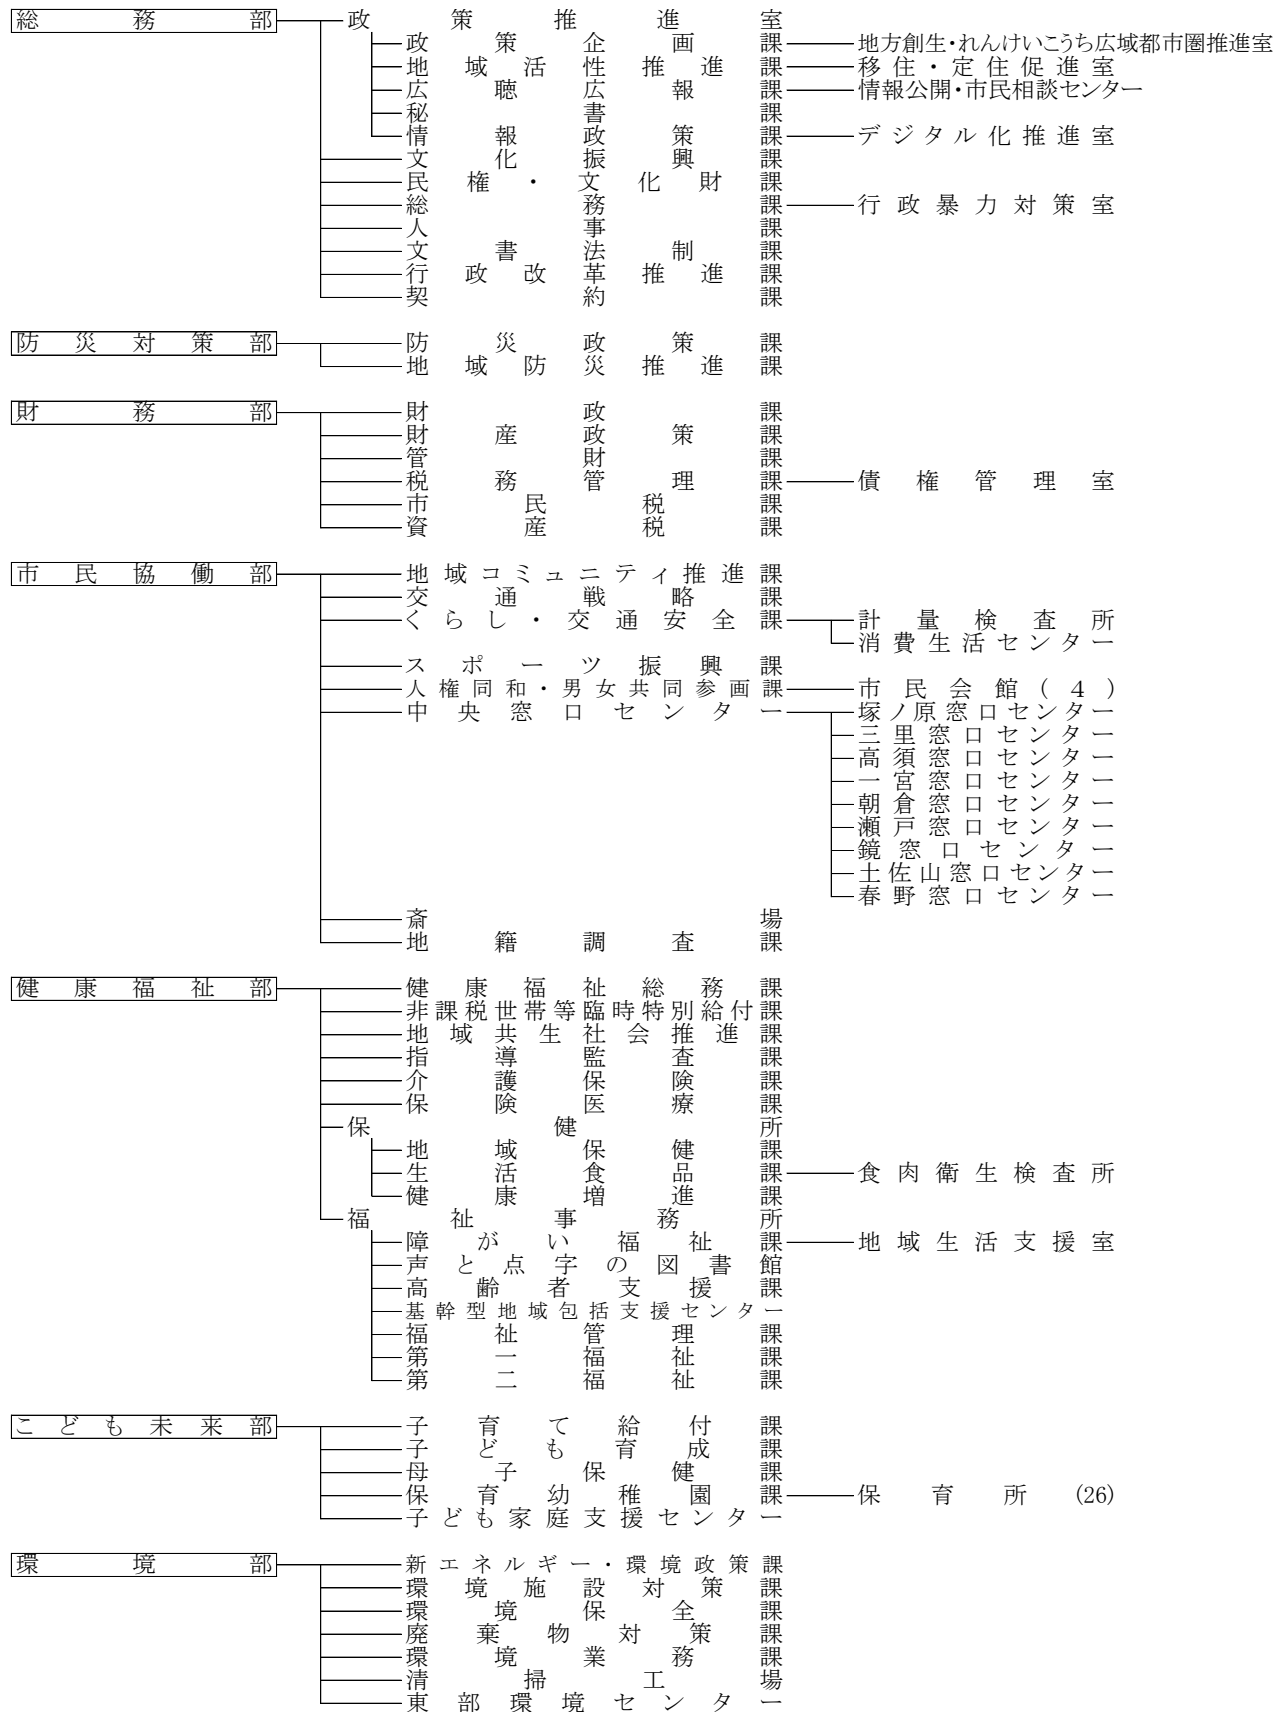 総務部 政策推進室
政策企画課 地方創生・れんけいこうち広域都市圏推進室
地域活性推進課 移住・定住促進室
広聴広報課 情報公開・市民相談センター
秘書課
情報政策課 デジタル化推進室
文化振興課
民権・文化財課
総務課 行政暴力対策室
人事課
文書法制課
行政改革推進課
契約課
防災対策部 防災政策課
地域防災推進課
財務部 財政課
財産政策課
管財課
税務管理課 債権管理室
市民税課
資産税課
市民協働部 地域コミュニティ推進課
交通戦略課
くらし・交通安全課 計量検査所
消費生活センター
スポーツ振興課
人権同和・男女共同参画課 市民会館(4)
中央窓口センター 塚ノ原窓口センター
三里窓口センター
高須窓口センター
一宮窓口センター
朝倉窓口センター
瀬戸窓口センター
鏡窓口センター
土佐山窓口センター
春野窓口センター
斎場
地籍調査課
健康福祉部 健康福祉総務課
非課税世帯等臨時特別給付課
地域共生社会推進課
指導監査課
介護保険課
保険医療課
保健所
地域保健課
生活食品課 食肉衛生検査所
健康増進課
福祉事務所
障がい福祉課 地域生活支援室
声と点字の図書館
高齢者支援課
基幹型地域包括支援センター
福祉管理課
第一福祉課
第二福祉課
こども未来部 子育て給付課
子ども育成課
母子保健課
保育幼稚園課 保育所(26)
子ども家庭支援センター
環境部 新エネルギー・環境政策課
環境施設対策課
環境保全課
廃棄物対策課
環境業務課
清掃工場
東部環境センター